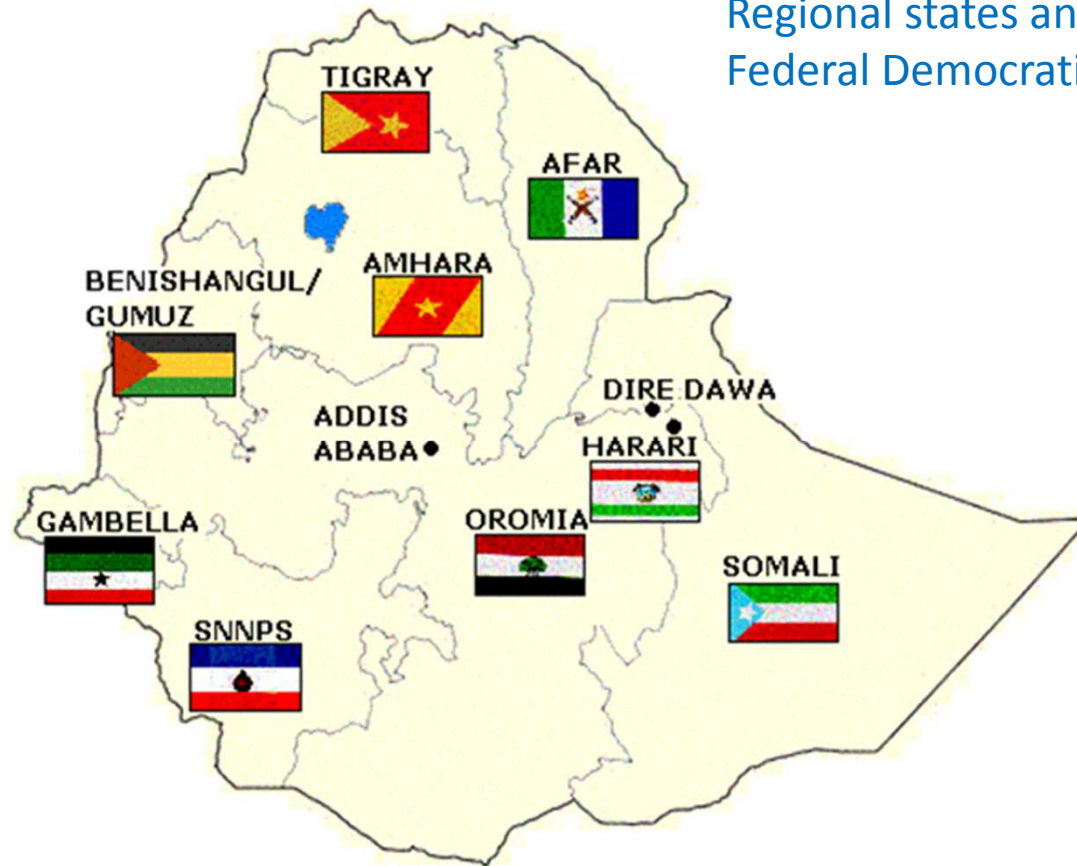 Regional states an
Federal Democrati
TIGRAY
AFAR
AMHARA
BENISHANGUL/
GUMUZ
DIRE DAWA
ADDIS
ABABA
HARARI
GAMBELLA
OROMIA
SOMALI
SNNPS